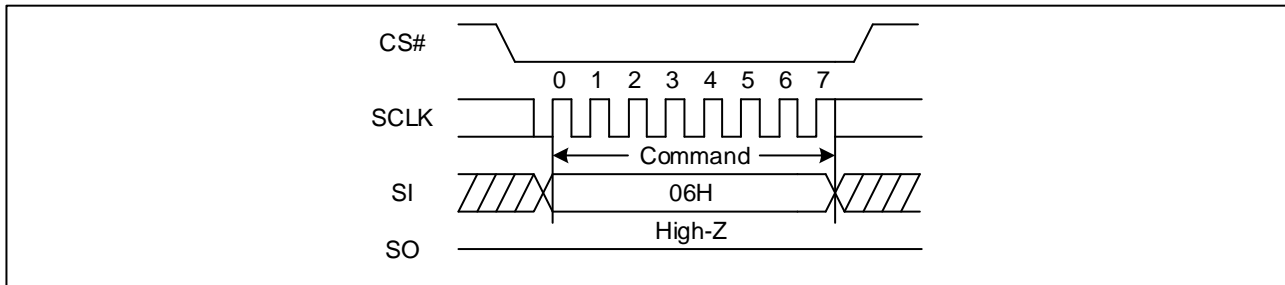 CS#
0 1 2 3 4 5 6 7
SCLK
Command
SI
06H
High-Z
SO